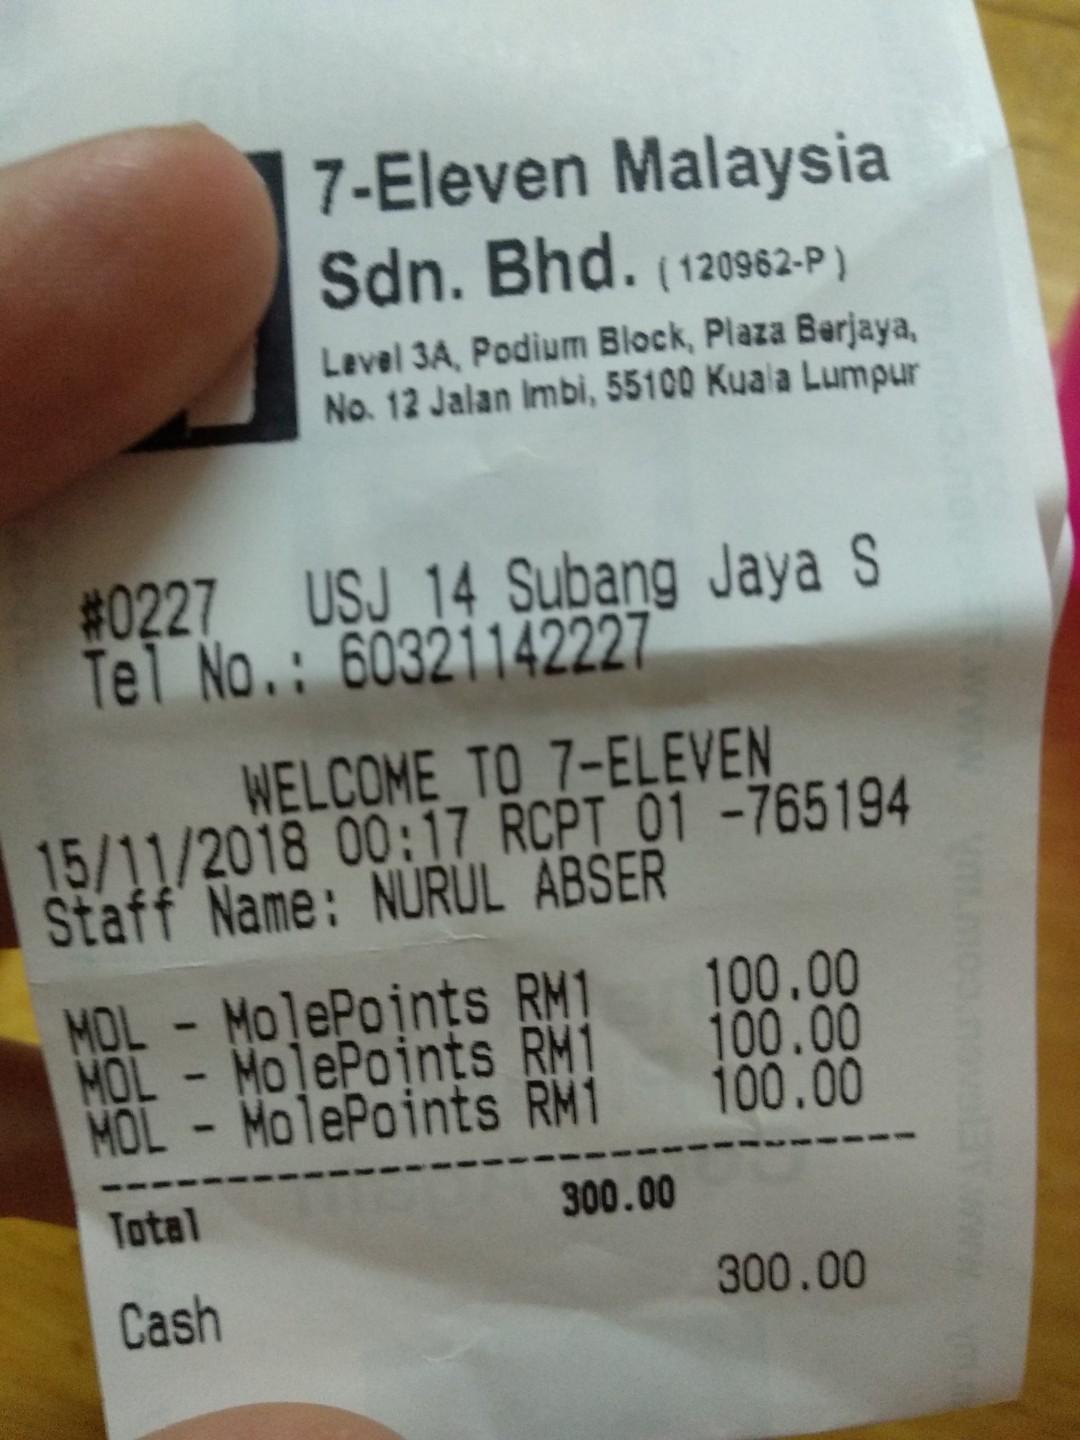 7-Eleven Malaysia
Sdn. Bhd. ( 120962-P )
Level 3A, Podium Block, Plaza Berjaya,
No. 12 Jalan Imbi, 55100 Kuala Lumpur
#0227 USJ 14 Subang Jaya S
Tel No.: 60321142227
WELCOME TO 7-ELEVEN
15/11/2018 00:17 RCPT 01 -765194
Staff Name: NURUL ABSER
MOL - MolePoints RM1 100.00
MOL - MolePoints RM1 100.00
MOL - MolePoints RM1 100.00
Total 300.00
Cash 300.00